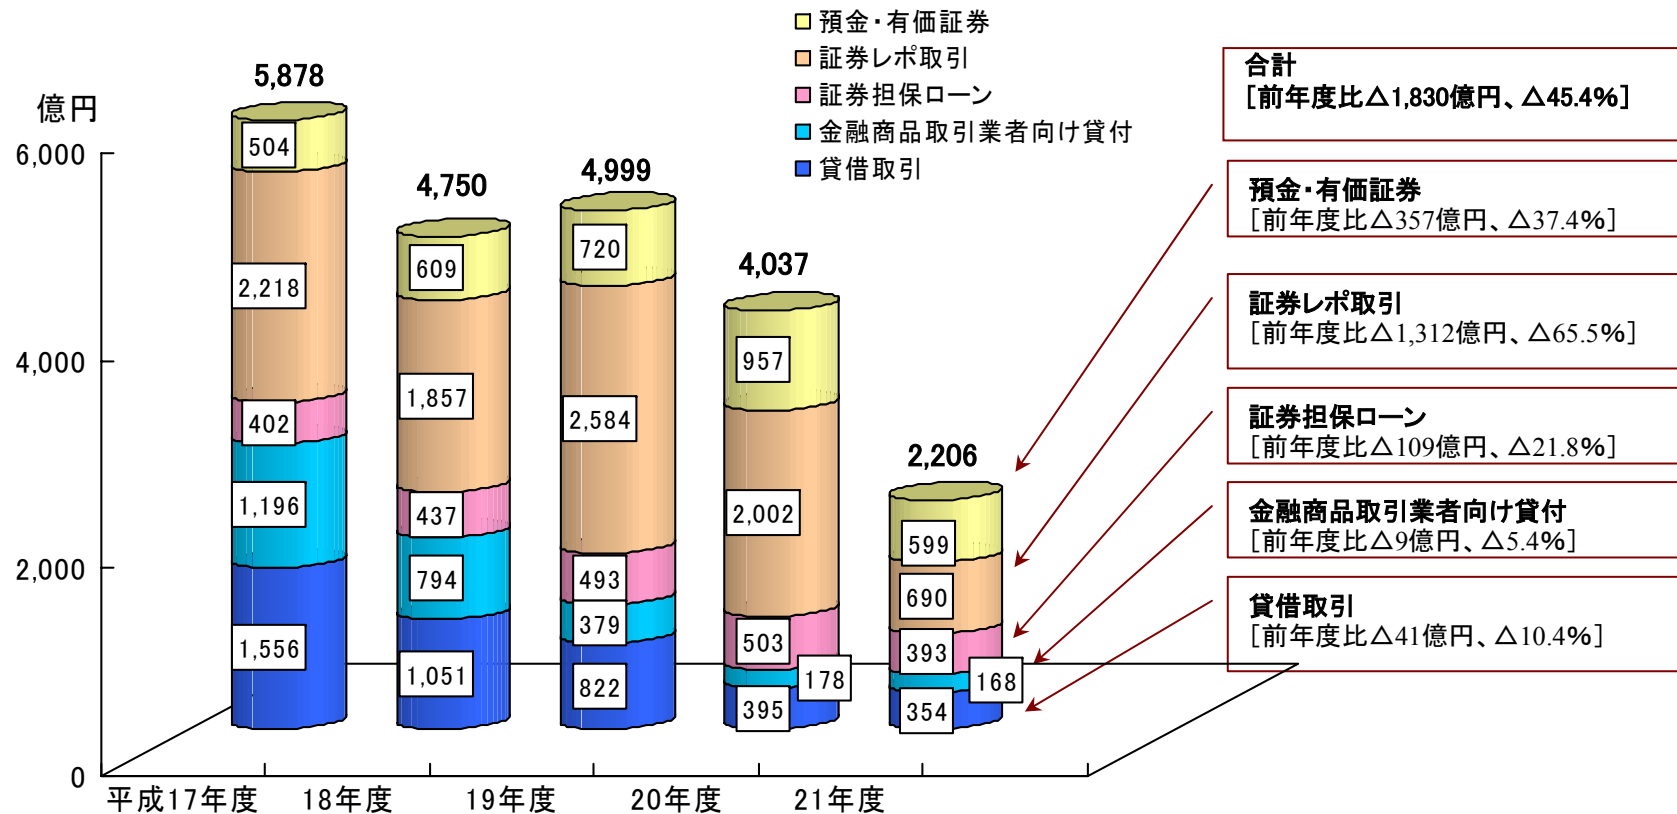 預金・有価証券
証券レポ取引
証券担保ローン
金融商品取引業者向け貸付
貸借取引
億円
6,000
4,000
2,000
0
5,878
504
2,218
402
1,196
1,556
4,750
609
1,857
437
794
1,051
4,999
720
2,584
493
379
822
4,037
957
2,002
503
178
395
2,206
599
690
393
168
354
平成17年度
18年度
19年度
20年度
21年度
合計
[前年度比△1,830億円、△45.4%]
預金・有価証券
[前年度比△357億円、△37.4%]
証券レポ取引
[前年度比△1,312億円、△65.5%]
証券担保ローン
[前年度比△109億円、△21.8%]
金融商品取引業者向け貸付
[前年度比△9億円、△5.4%]
貸借取引
[前年度比△41億円、△10.4%]